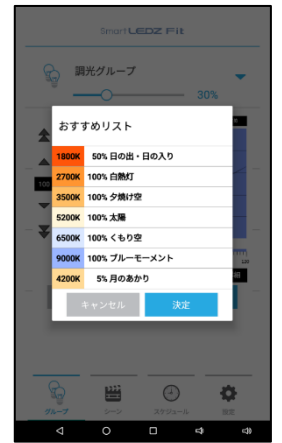 Smart LEDZ Fit
調光グループ
30%
おすすめリスト
1800K 50% 日の出・日の入り
2700K 100% 白熱灯
3500K 100% 夕焼け空
5200K 100% 太陽
6500K 100% くもり空
9000K 100% ブルーモーメント
4200K 5% 月のあかり
キャンセル 決定
100
グループ シーン スケジュール 設定